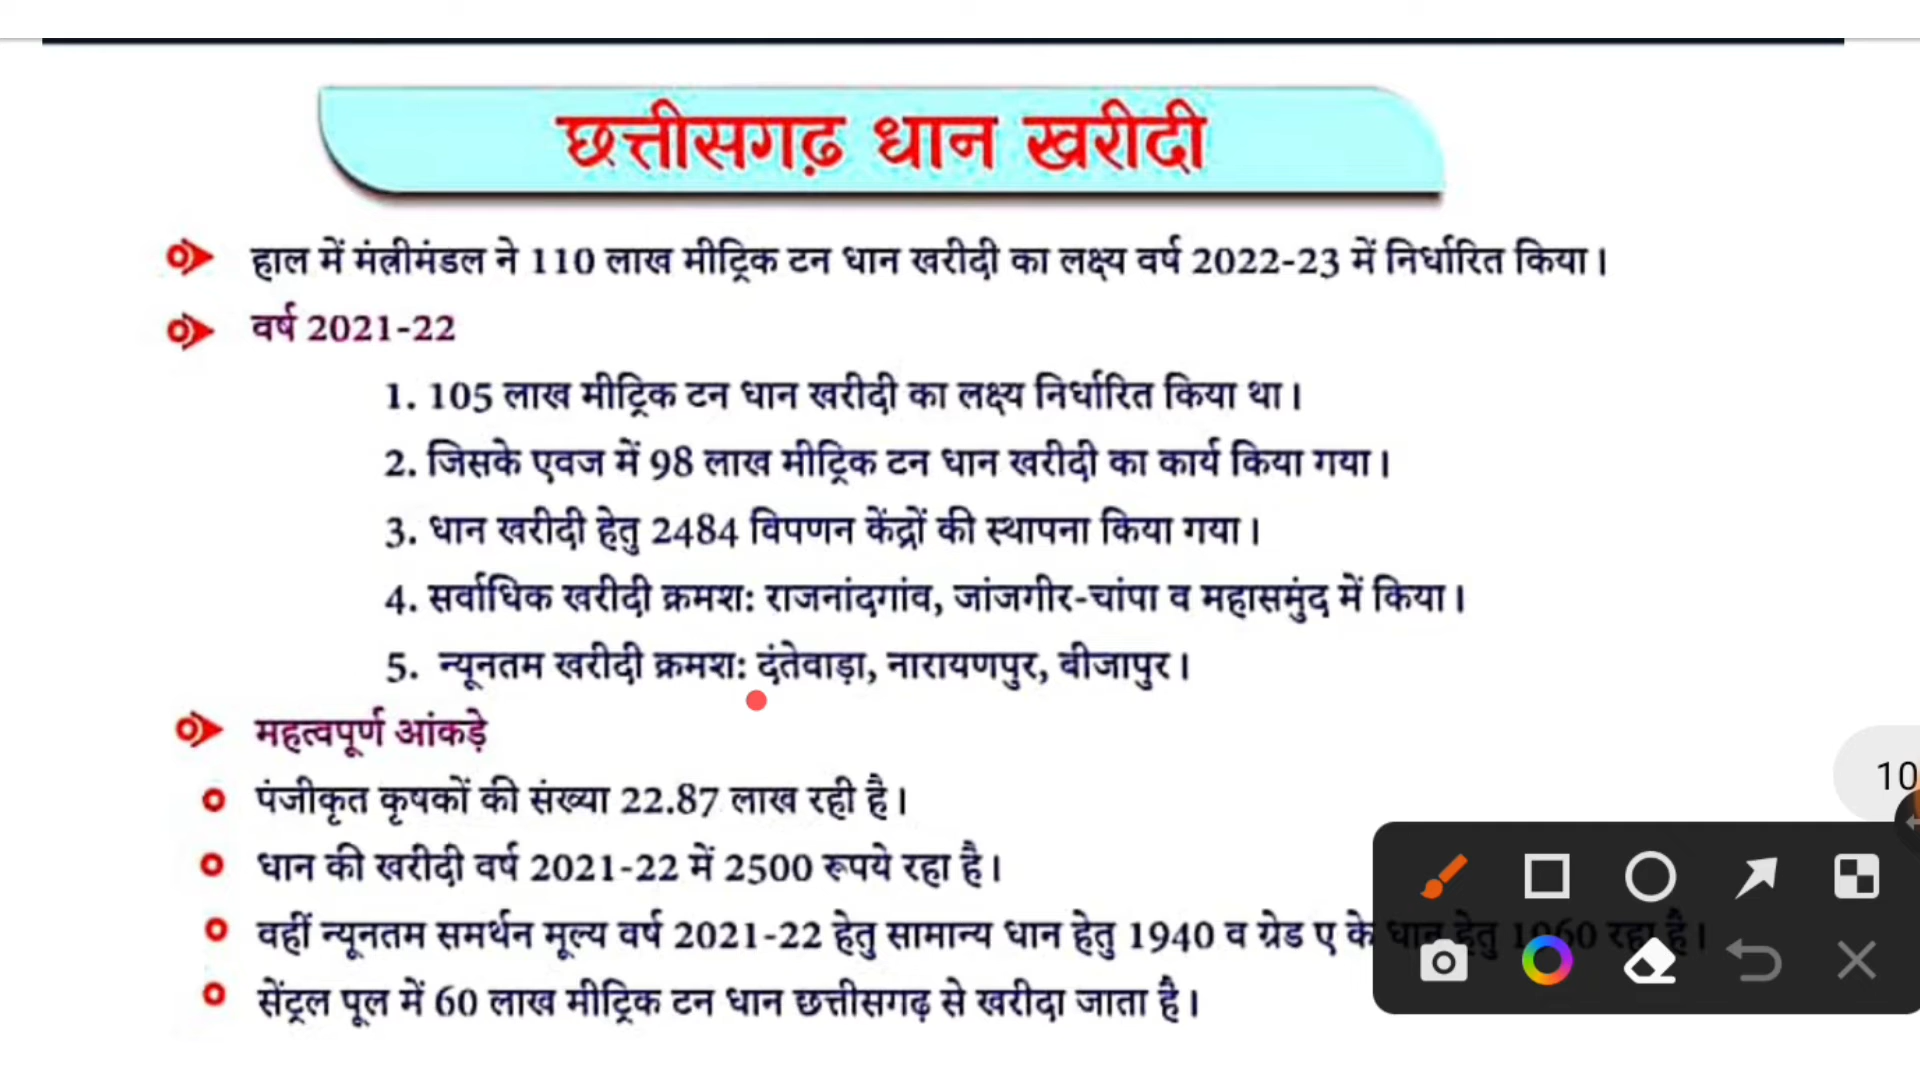 छत्तीसगढ़ धान खरीदी
हाल में मंत्रीमंडल ने 110 लाख मीट्रिक टन धान खरीदी का लक्ष्य वर्ष 2022-23 में निर्धारित किया।
वर्ष 2021-22
1. 105 लाख मीट्रिक टन धान खरीदी का लक्ष्य निर्धारित किया था।
2. जिसके एवज में 98 लाख मीट्रिक टन धान खरीदी का कार्य किया गया।
3. धान खरीदी हेतु 2484 विपणन केंद्रों की स्थापना किया गया।
4. सर्वाधिक खरीदी क्रमश: राजनांदगांव, जांजगीर-चांपा व महासमुंद में किया।
5. न्यूनतम खरीदी क्रमश: दंतेवाड़ा, नारायणपुर, बीजापुर।
महत्वपूर्ण आंकड़े
पंजीकृत कृषकों की संख्या 22.87 लाख रही है।
10
धान की खरीदी वर्ष 2021-22 में 2500 रूपये रहा है।
वहीं न्यूनतम समर्थन मूल्य वर्ष 2021-22 हेतु सामान्य धान हेतु 1940 व ग्रेड ए के धान हेतु 1960 रहा है।
सेंट्रल पूल में 60 लाख मीट्रिक टन धान छत्तीसगढ़ से खरीदा जाता है।